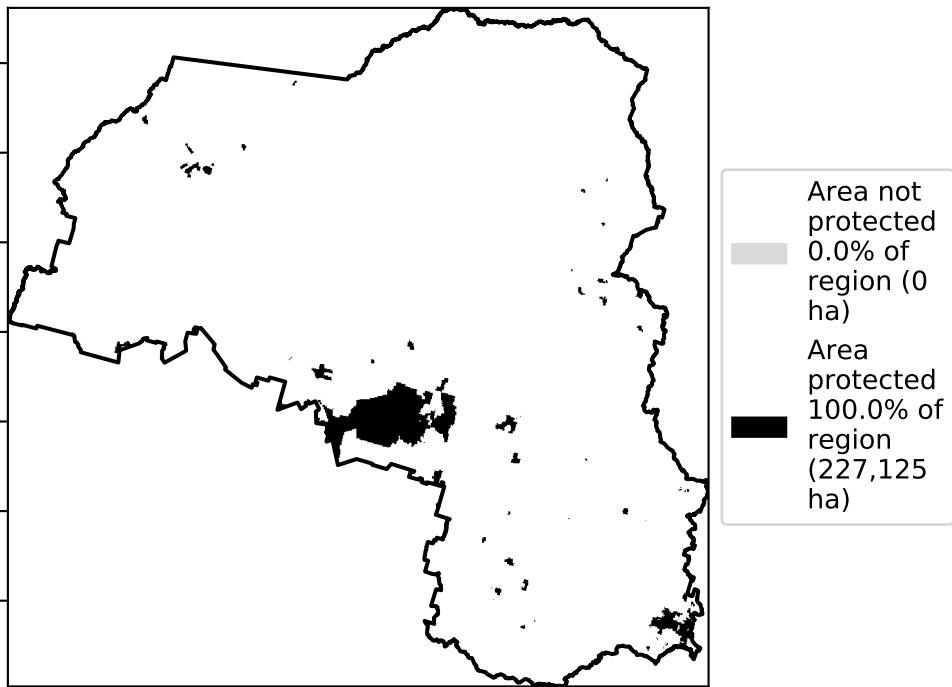 Area not
protected
0.0% of
region (0
ha)
Area
protected
100.0% of
region
(227,125
ha)